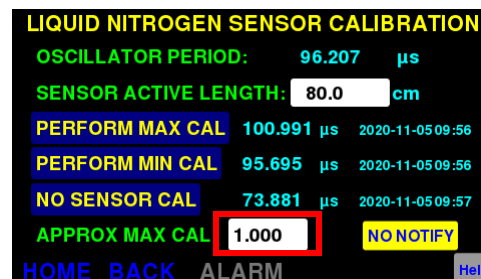 LIQUID NITROGEN SENSOR CALIBRATION
OSCILLATOR PERIOD: 96.207 µs
SENSOR ACTIVE LENGTH: 80.0 cm
PERFORM MAX CAL 100.991 µs 2020-11-05 09:56
PERFORM MIN CAL 95.695 µs 2020-11-05 09:56
NO SENSOR CAL 73.881 µs 2020-11-05 09:57
APPROX MAX CAL 1.000 NO NOTIFY
HOME BACK ALARM Hel